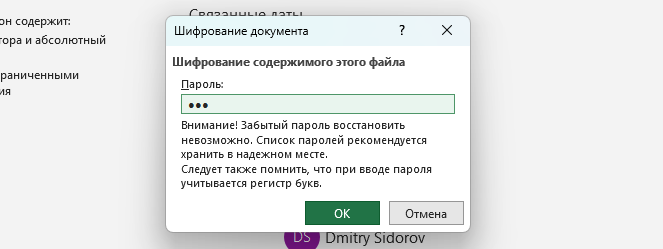 Связанные даты
он содержит:
тора и абсолютный
раниченными
ия
Шифрование документа
?
Шифрование содержимого этого файла
Пароль:
•••
Внимание! Забытый пароль восстановить
невозможно. Список паролей рекомендуется
хранить в надежном месте.
Следует также помнить, что при вводе пароля
учитывается регистр букв.
ОК
Отмена
DS
Dmitry Sidorov